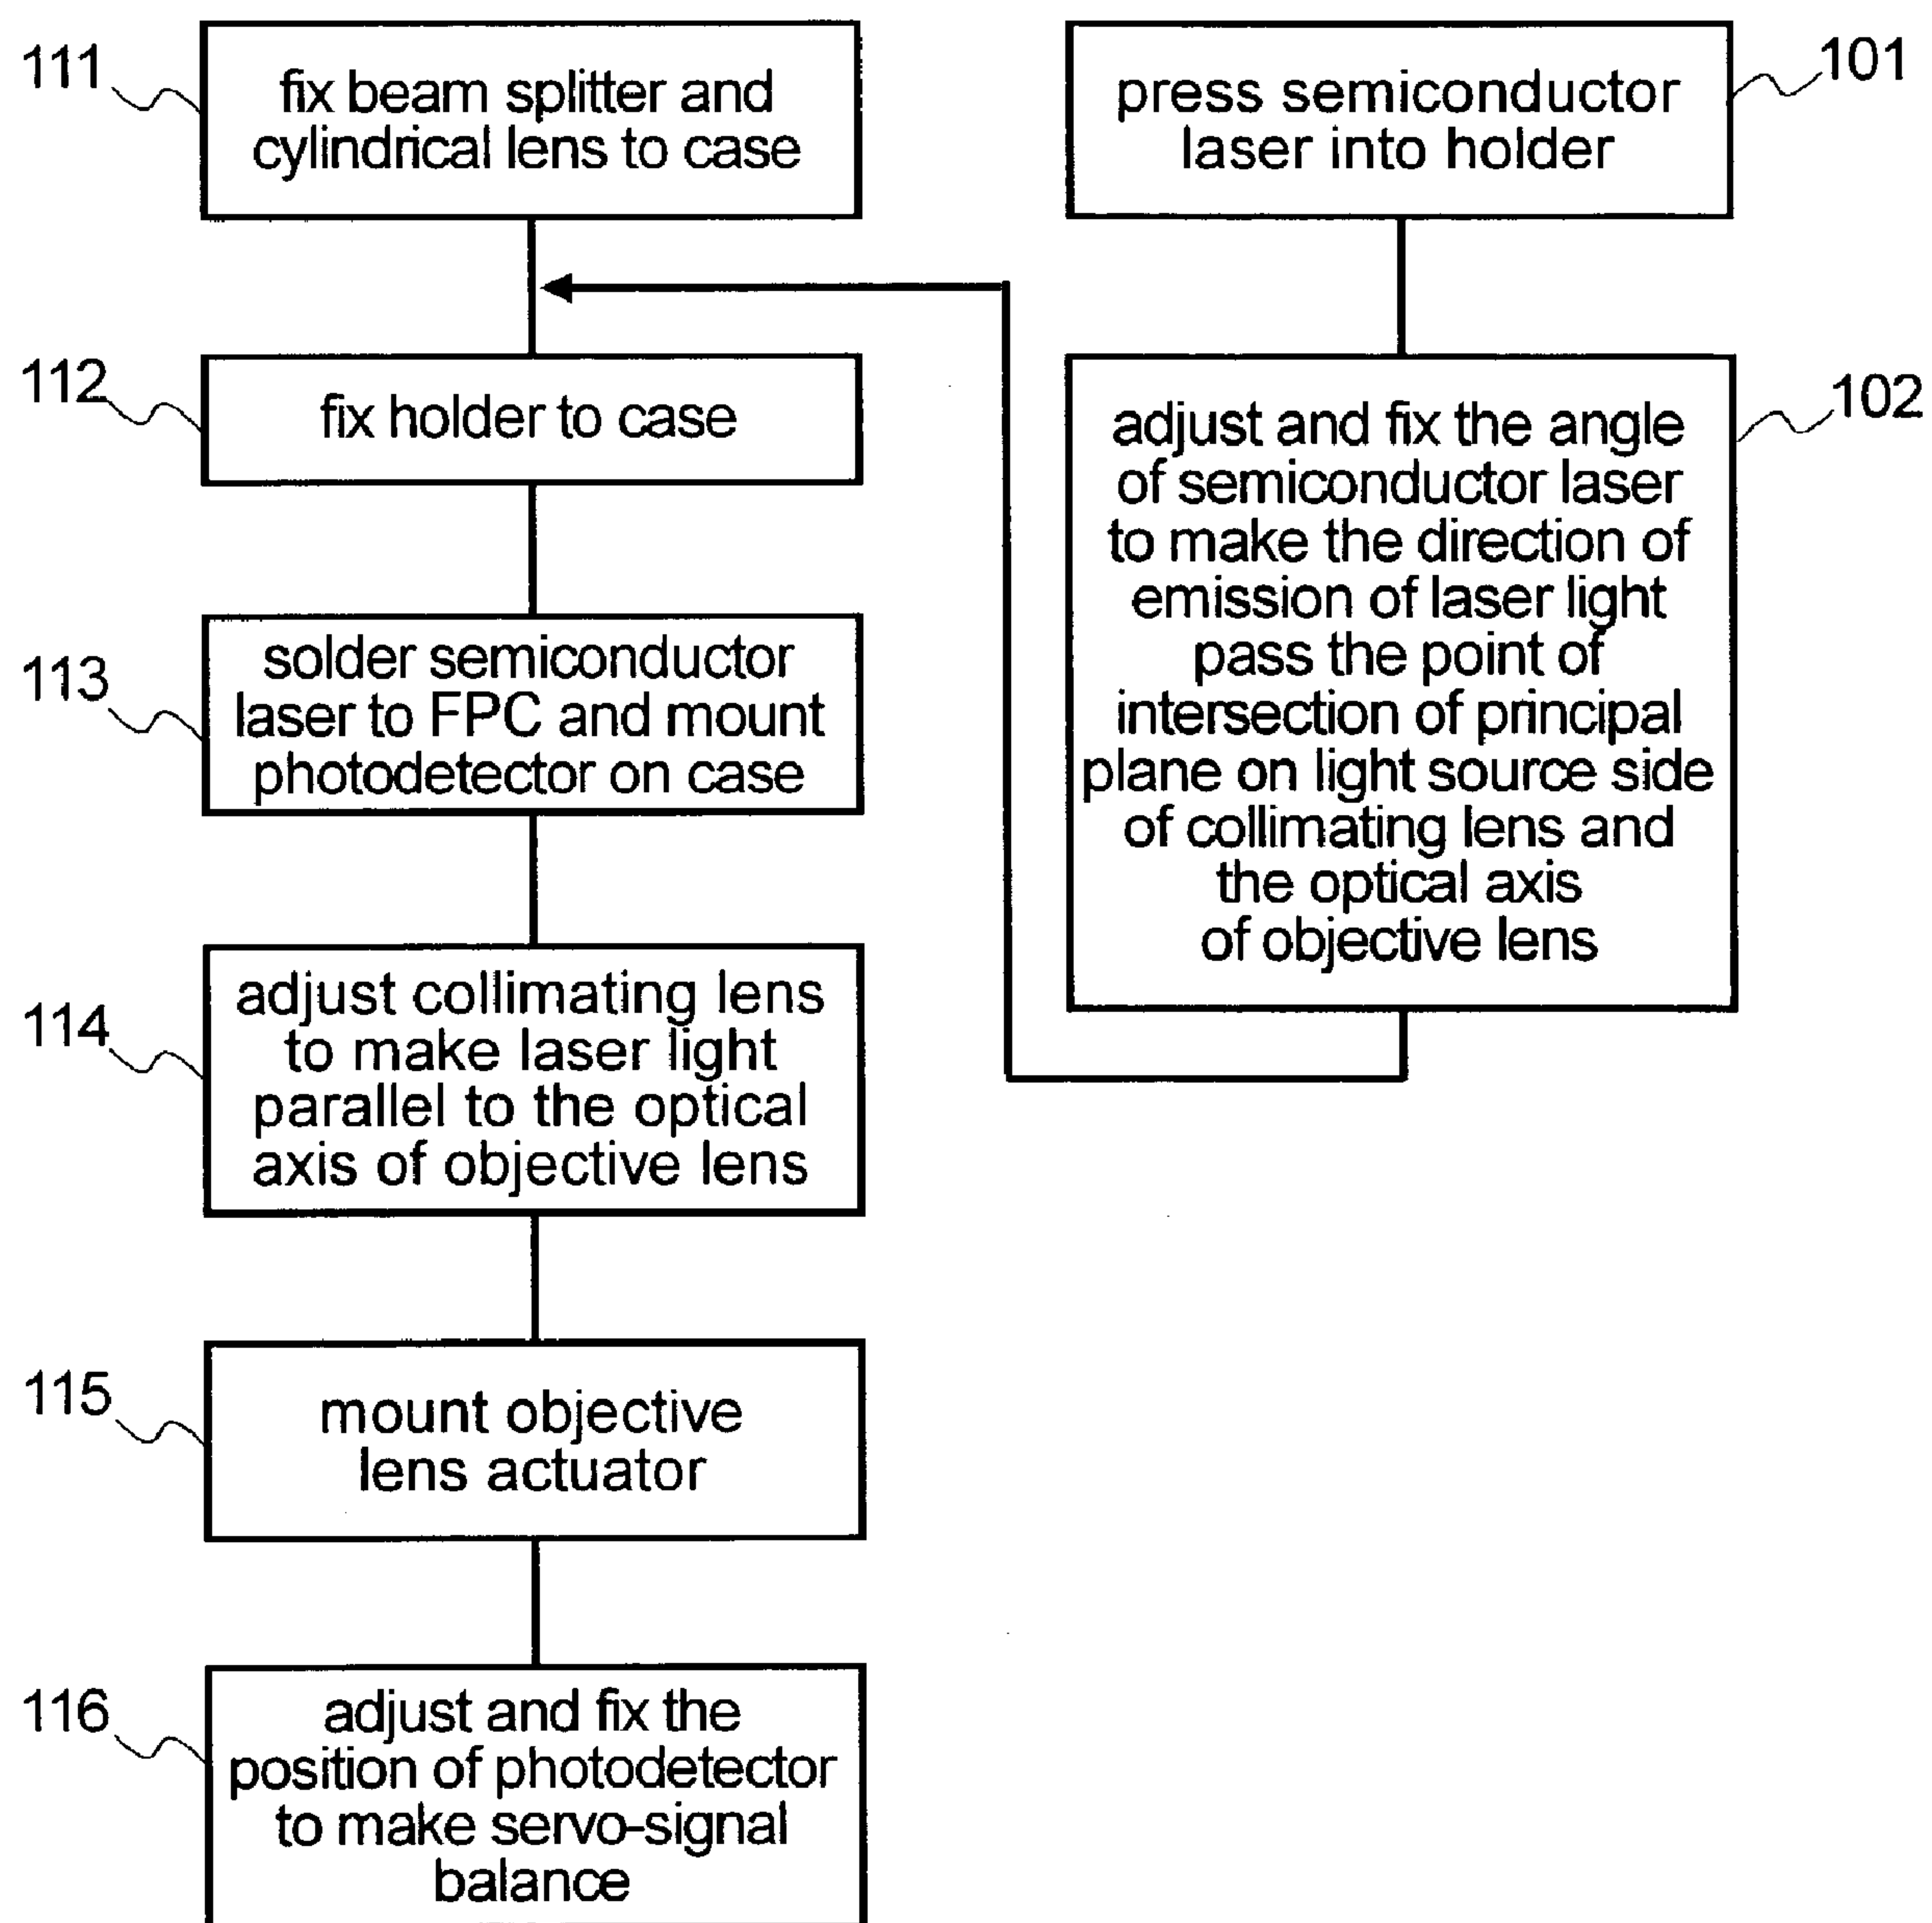 111
fix beam splitter and
cylindrical lens to case
112
fix holder to case
113
solder semiconductor
laser to FPC and mount
photodetector on case
114
adjust collimating lens
to make laser light
parallel to the optical
axis of objective lens
115
mount objective
lens actuator
116
adjust and fix the
position of photodetector
to make servo-signal
balance
101
press semiconductor
laser into holder
102
adjust and fix the angle
of semiconductor laser
to make the direction of
emission of laser light
pass the point of
intersection of principal
plane on light source side
of collimating lens and
the optical axis
of objective lens